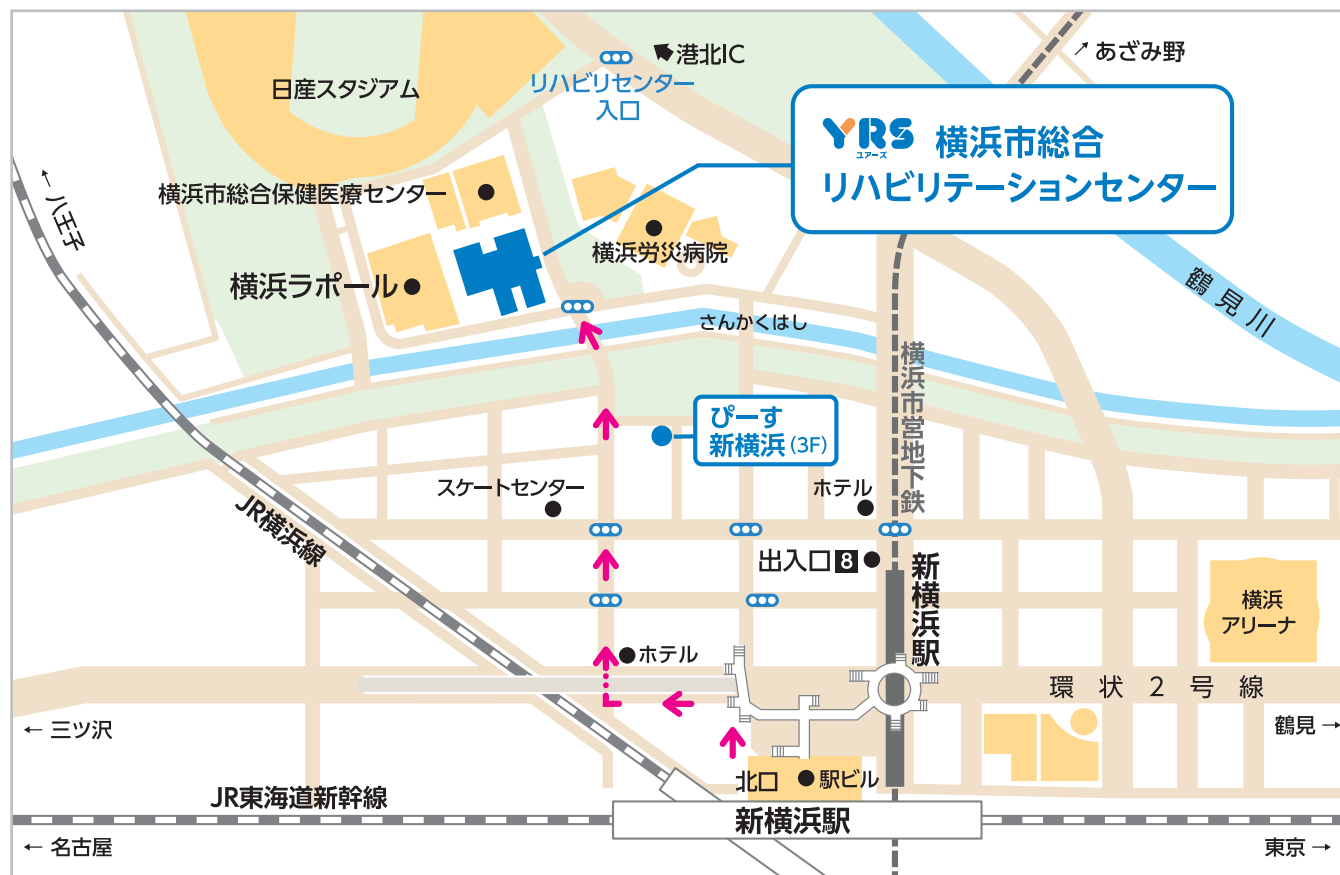 港北IC
あざみ野
日産スタジアム
リハビリセンター
入口
YRS
ユアーズ
横浜市総合
リハビリテーションセンター
横浜市総合保健医療センター
← 八王子
横浜労災病院
横浜ラポール
鶴見川
さんかくはし
横浜市営地下鉄
ぴーす
新横浜(3F)
スケートセンター
ホテル
JR横浜線
出入口 8
新横浜駅
横浜
アリーナ
ホテル
環状2号線
← 三ツ沢
鶴見 →
北口
駅ビル
JR東海道新幹線
新横浜駅
← 名古屋
東京 →